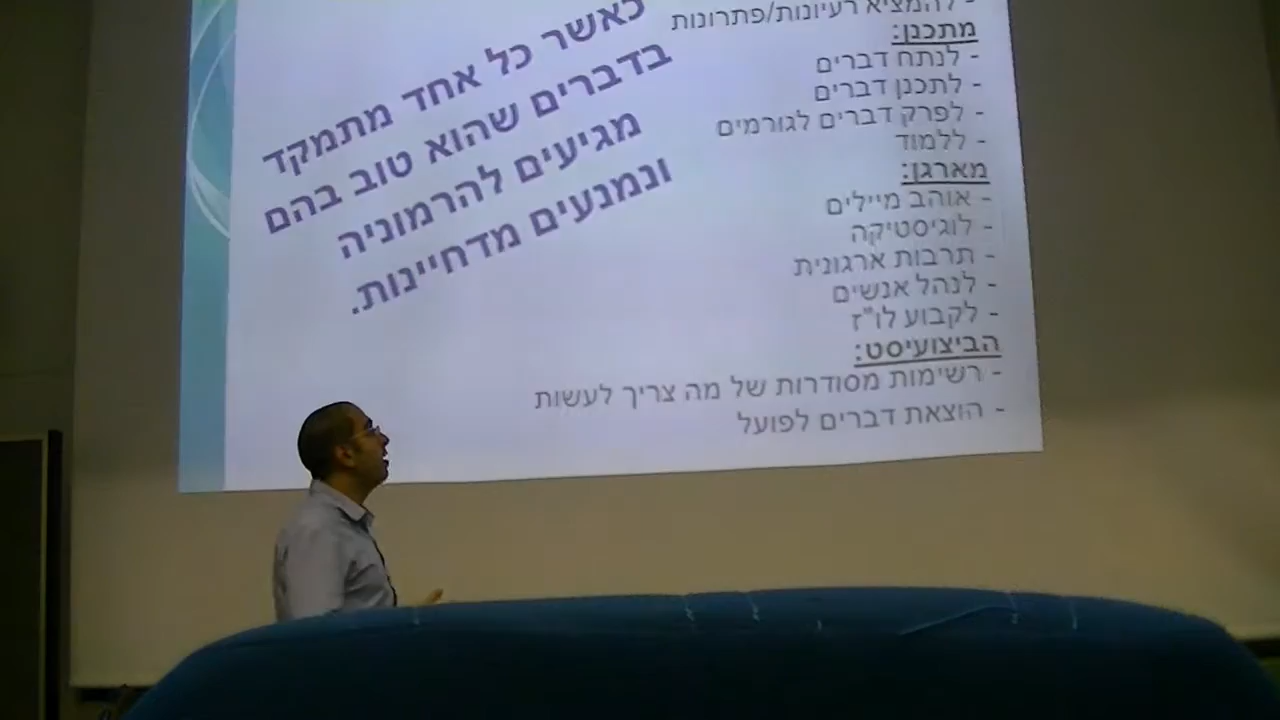 - להמציא רעיונות/פתרונות
מתכנן:
- לנתח דברים
- לתכנן דברים
- לפרק דברים לגורמים
- ללמוד
מארגן:
- אוהב מיילים
- לוגיסטיקה
- תרבות ארגונית
- לנהל אנשים
- לקבוע לו"ז
הביצועיסט:
- רשימות מסודרות של מה צריך לעשות
- הוצאת דברים לפועל
כאשר כל אחד מתמקד
בדברים שהוא טוב בהם
מגיעים להרמוניה
ונמנעים מדחיינות.